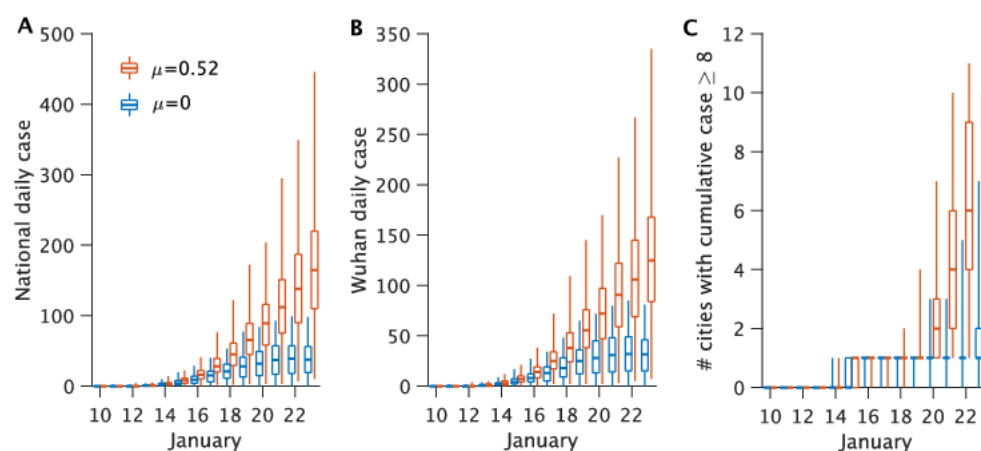 A
500
400
300
200
100
0
National daily case
μ=0.52
μ=0
10 12 14 16 18 20 22
January
B
350
300
250
200
150
100
50
0
Wuhan daily case
10 12 14 16 18 20 22
January
C
12
10
8
6
4
2
0
# cities with cumulative case ≥ 8
10 12 14 16 18 20 22
January